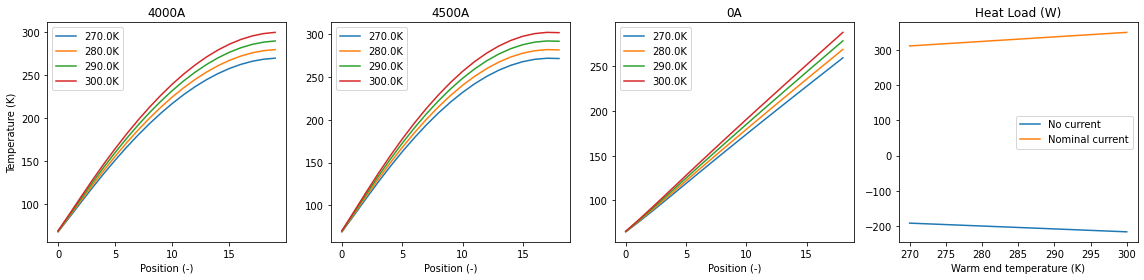 4000A
300
250
200
150
100
Temperature (K)
270.0K
280.0K
290.0K
300.0K
0
5
10
15
Position (-)
4500A
300
250
200
150
100
270.0K
280.0K
290.0K
300.0K
0
5
10
15
Position (-)
0A
250
200
150
100
270.0K
280.0K
290.0K
300.0K
0
5
10
15
Position (-)
Heat Load (W)
300
200
100
0
−100
−200
No current
Nominal current
270
275
280
285
290
295
300
Warm end temperature (K)